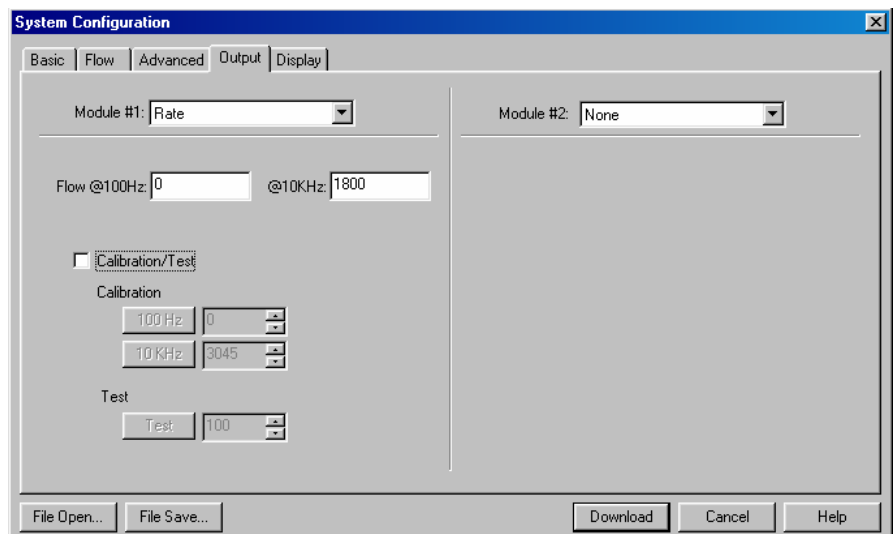 System Configuration
Basic Flow Advanced Output Display
Module #1: Rate
Flow @100Hz: 0 @10KHz: 1800
Calibration/Test
Calibration
100 Hz 0
10 KHz 3045
Test
Test 100
Module #2: None
File Open... File Save... Download Cancel Help